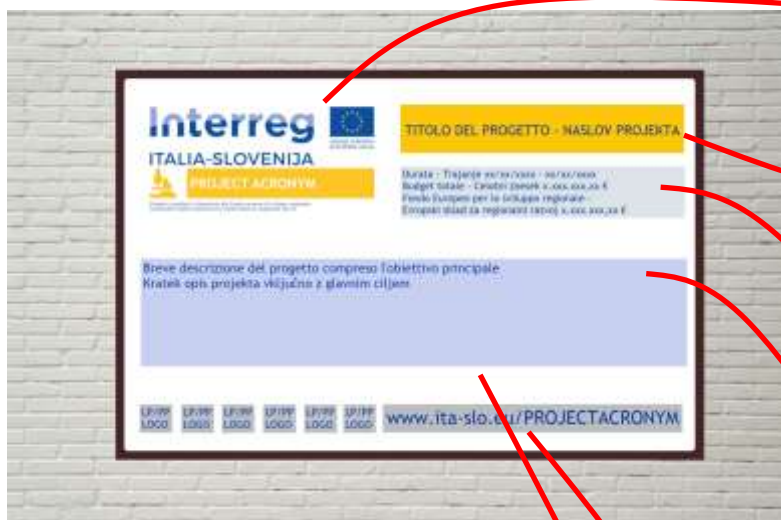 Interreg
ITALIA-SLOVENIJA
PROJECT ACRONYM
TITOLO DEL PROGETTO - NASLOV PROJEKTA
Durata - Trajanje xx/xx/xxxx - xx/xx/xxxx
Budget totale - Celotni znesek x.xxx.xxx,xx €
Fondo Europeo per lo sviluppo regionale -
Evropski sklad za regionalni razvoj x.xxx.xxx,xx €
Breve descrizione del progetto compreso l'obiettivo principale
Kratek opis projekta vključno z glavnim ciljem
LP/PP LP/PP LP/PP LP/PP LP/PP LP/PP
LOGO LOGO LOGO LOGO LOGO LOGO
www.ita-slo.eu/PROJECTACRONYM